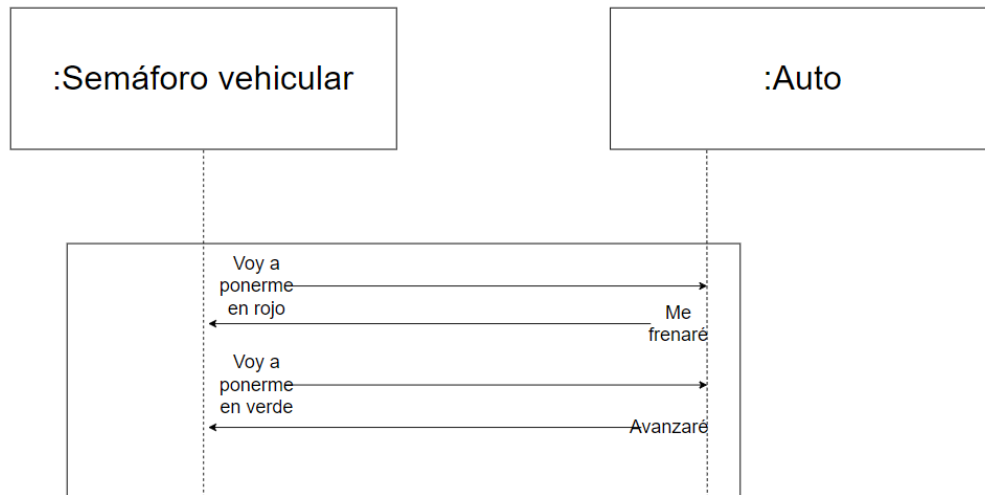 :Semáforo vehicular
:Auto
Voy a
ponerme
en rojo
Me
frenaré
Voy a
ponerme
en verde
Avanzaré